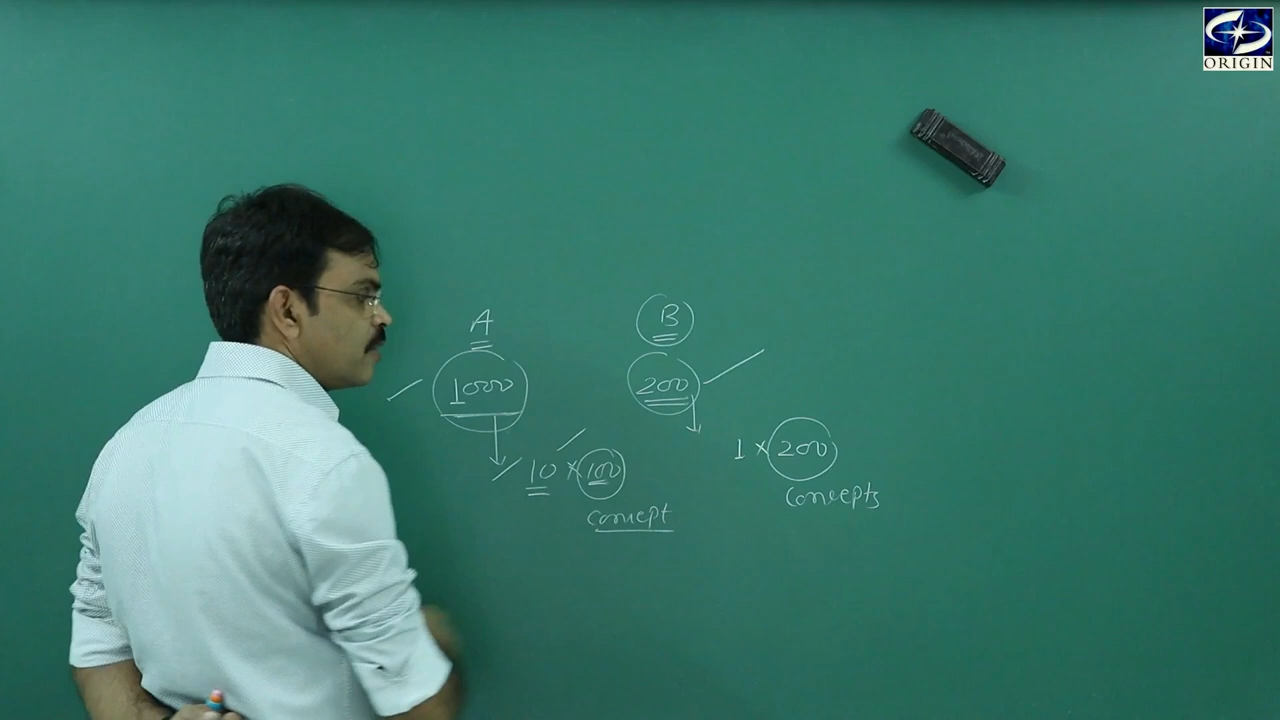 ORIGIN
A B
1000 200
10 × 100 1 × 200
concept concepts